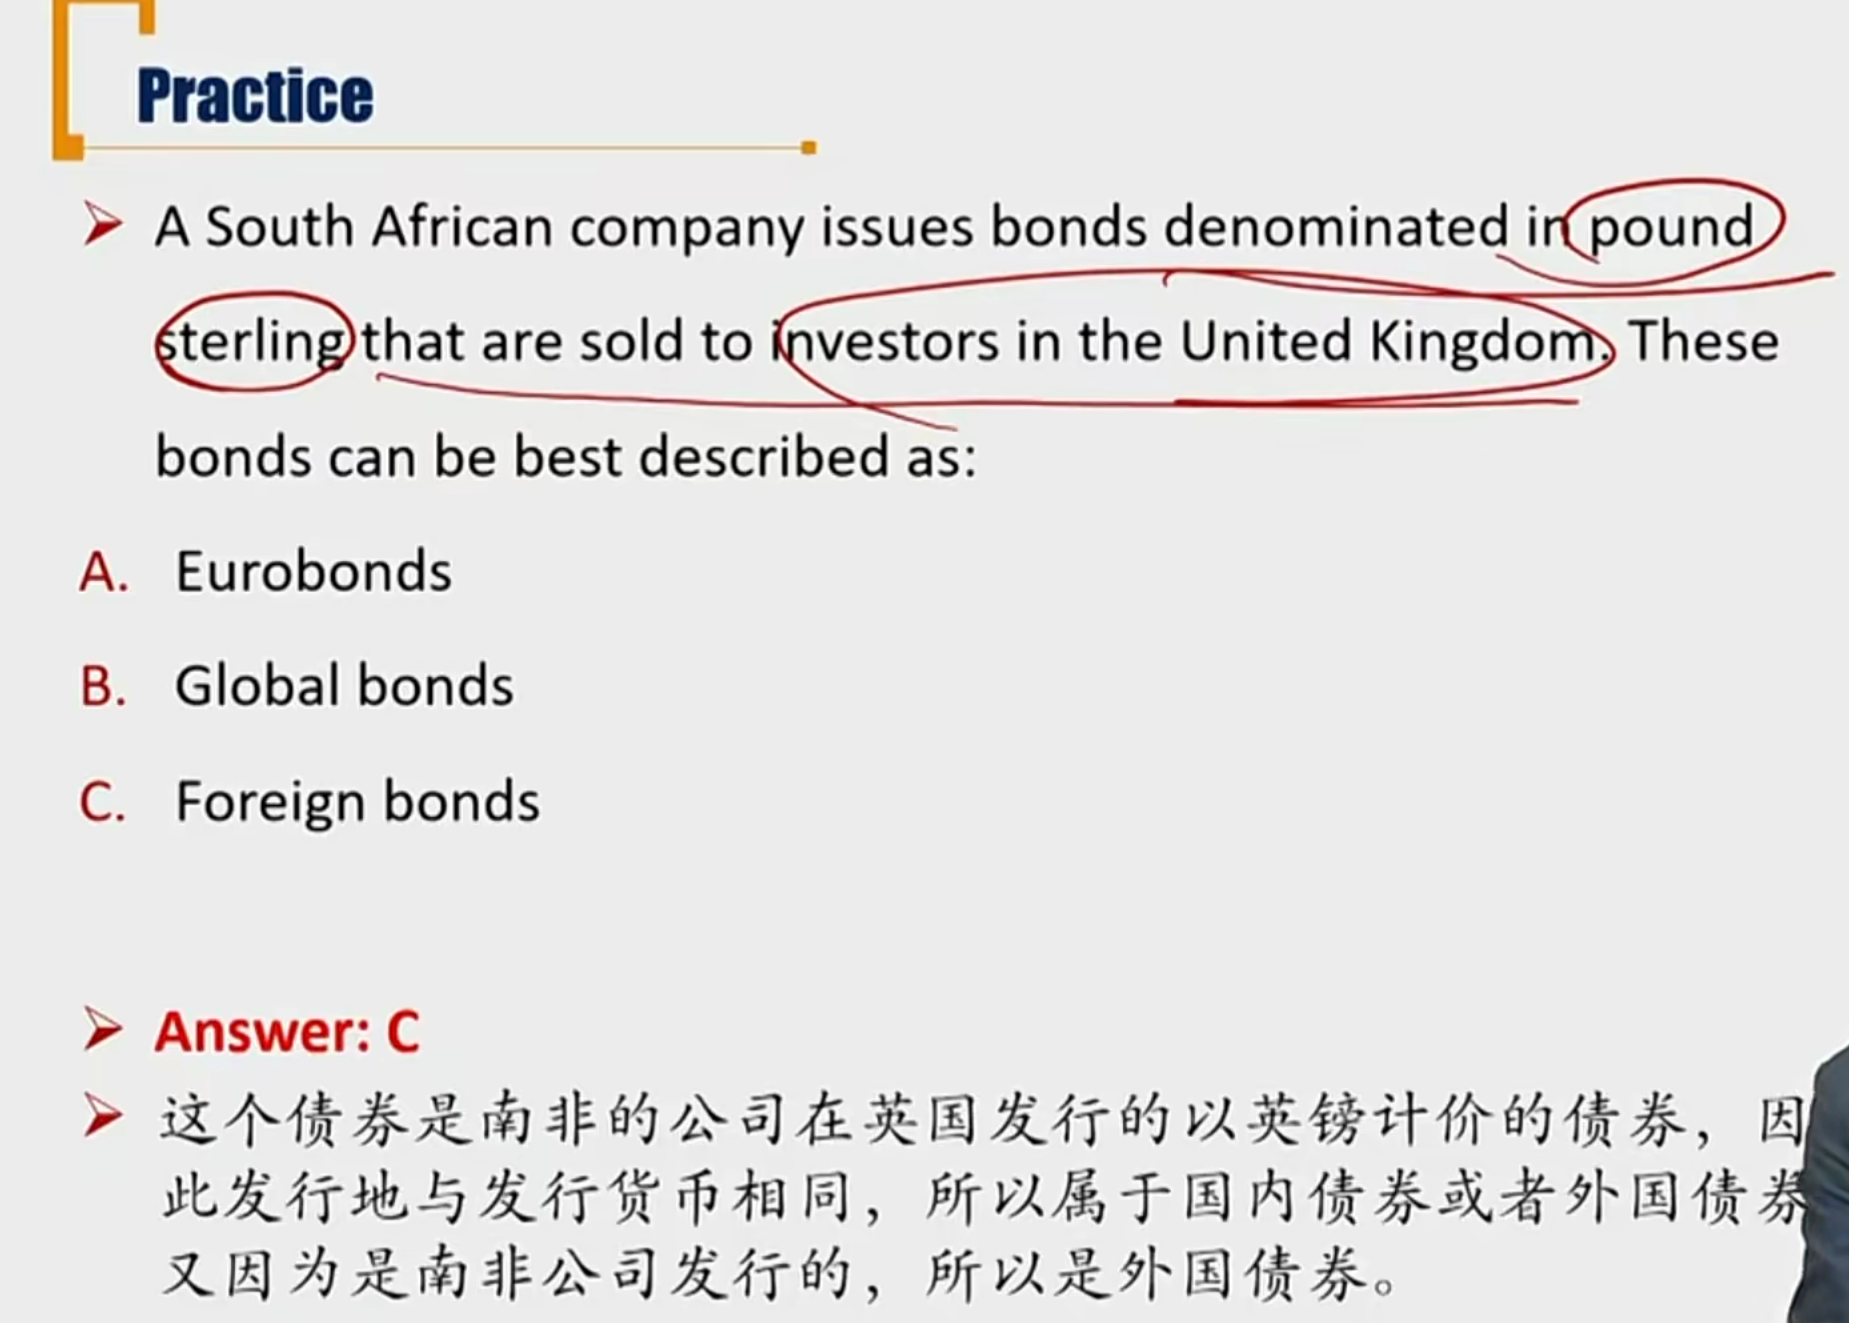 Practice
➢ A South African company issues bonds denominated in pound
sterling that are sold to investors in the United Kingdom. These
bonds can be best described as:
A. Eurobonds
B. Global bonds
C. Foreign bonds
➢ Answer: C
➢ 这个债券是南非的公司在英国发行的以英镑计价的债券，因
此发行地与发行货币相同，所以属于国内债券或者外国债券
又因为是南非公司发行的，所以是外国债券。